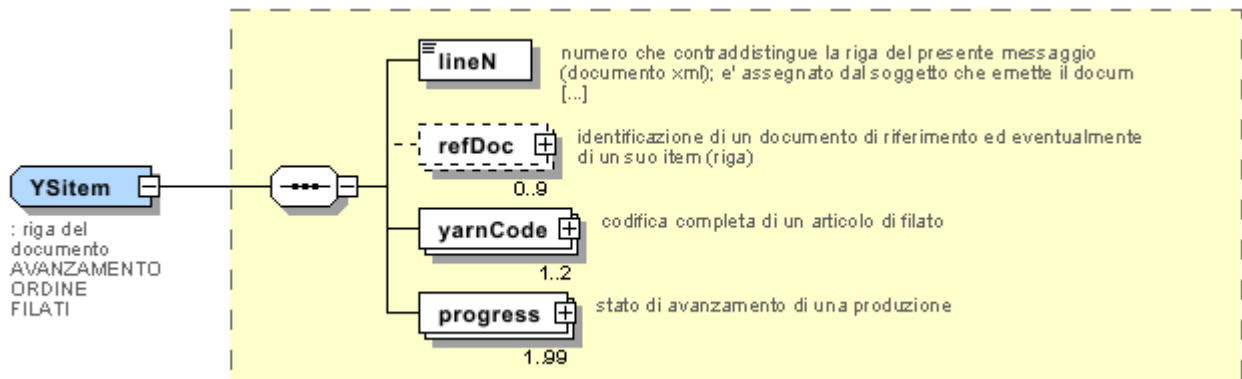 lineN
numero che contraddistingue la riga del presente messaggio
(documento xml); e' assegnato dal soggetto che emette il docum
[...]
refDoc
identificazione di un documento di riferimento ed eventualmente
di un suo item (riga)
0..9
YSitem
: riga del
documento
AVANZAMENTO
ORDINE
FILATI
yarnCode
codifica completa di un articolo di filato
1..2
progress
stato di avanzamento di una produzione
1..99